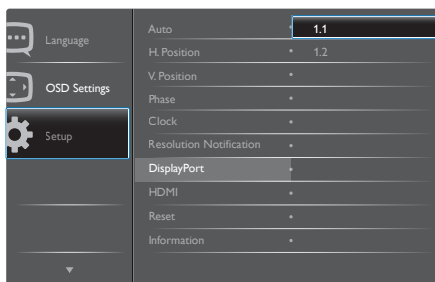 Language
OSD Settings
Setup
Auto
H. Position
V. Position
Phase
Clock
Resolution Notification
DisplayPort
HDMI
Reset
Information
1.1
1.2